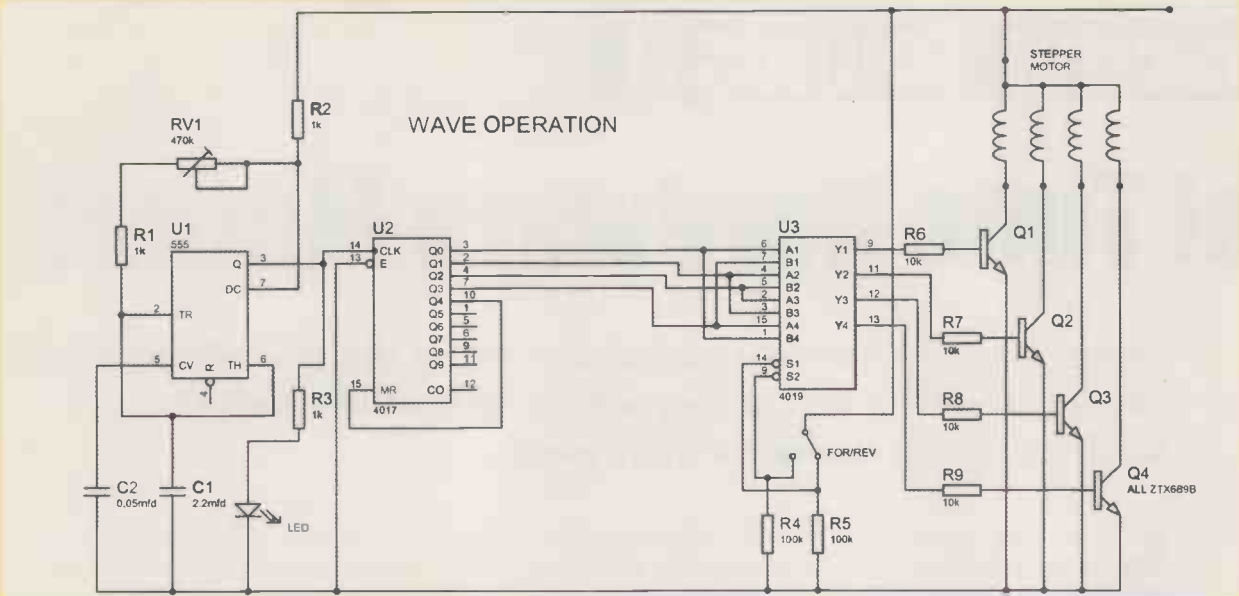 STEPPER
MOTOR
WAVE OPERATION
R2
1k
RV1
470k
R1
1k
U1
555
Q 3
DC 7
2 TR
5 CV
R
4
TH 6
R3
1k
C2
0.05mfd
C1
2.2mfd
LED
U2
14 CLK
13 E
Q0 3
Q1 2
Q2 4
Q3 7
Q4 10
Q5 1
Q6 5
Q7 6
Q8 9
Q9 11
15 MR
CO 12
4017
U3
6 A1
7 B1
4 A2
5 B2
2 A3
3 B3
15 A4
1 B4
14 S1
9 S2
Y1 9
Y2 11
Y3 12
Y4 13
4019
FOR/REV
R4
100k
R5
100k
R6
10k
R7
10k
R8
10k
R9
10k
Q1
Q2
Q3
Q4
ALL ZTX689B